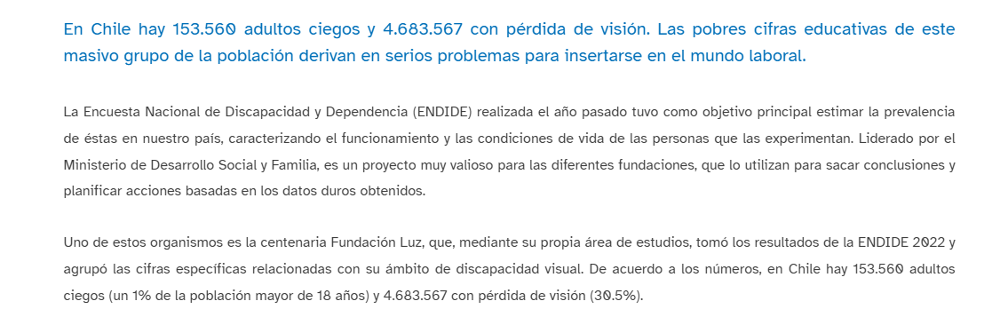 En Chile hay 153.560 adultos ciegos y 4.683.567 con pérdida de visión. Las pobres cifras educativas de este
masivo grupo de la población derivan en serios problemas para insertarse en el mundo laboral.
La Encuesta Nacional de Discapacidad y Dependencia (ENDIDE) realizada el año pasado tuvo como objetivo principal estimar la prevalencia
de éstas en nuestro país, caracterizando el funcionamiento y las condiciones de vida de las personas que las experimentan. Liderado por el
Ministerio de Desarrollo Social y Familia, es un proyecto muy valioso para las diferentes fundaciones, que lo utilizan para sacar conclusiones y
planificar acciones basadas en los datos duros obtenidos.
Uno de estos organismos es la centenaria Fundación Luz, que, mediante su propia área de estudios, tomó los resultados de la ENDIDE 2022 y
agrupó las cifras específicas relacionadas con su ámbito de discapacidad visual. De acuerdo a los números, en Chile hay 153.560 adultos
ciegos (un 1% de la población mayor de 18 años) y 4.683.567 con pérdida de visión (30.5%).